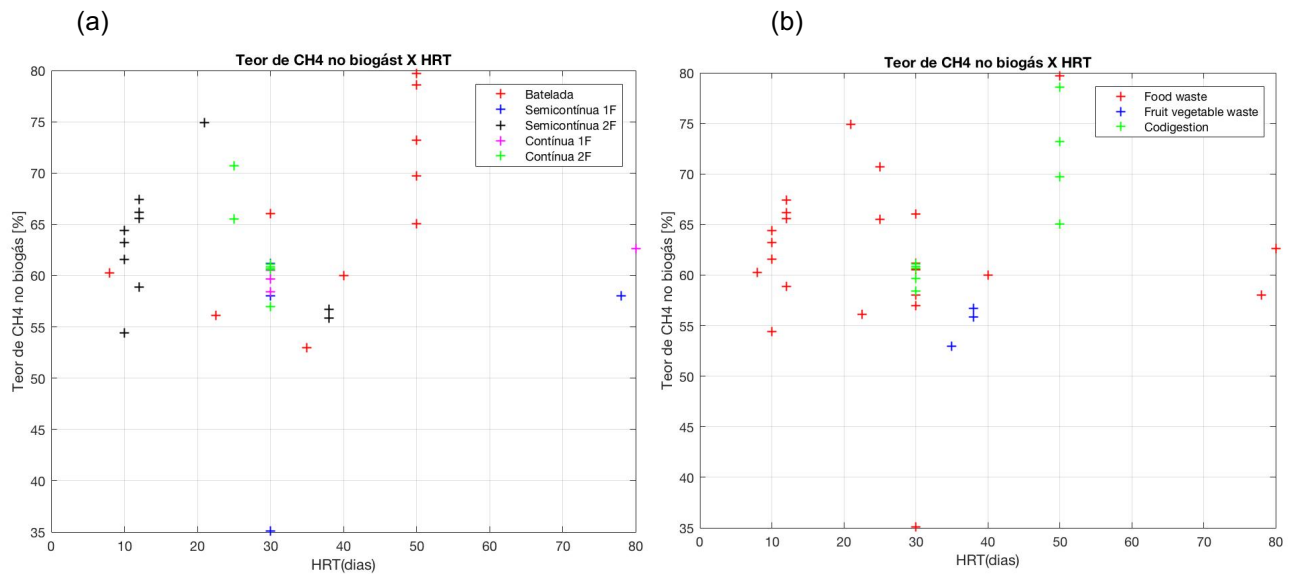 (a)
Teor de CH4 no biogást X HRT
Teor de CH4 no biogás [%]
80
75
70
65
60
55
50
45
40
35
Batelada
Semicontínua 1F
Semicontínua 2F
Contínua 1F
Contínua 2F
0 10 20 30 40 50 60 70 80
HRT(dias)
(b)
Teor de CH4 no biogás X HRT
Teor de CH4 no biogás [%]
80
75
70
65
60
55
50
45
40
35
Food waste
Fruit vegetable waste
Codigestion
0 10 20 30 40 50 60 70 80
HRT(dias)